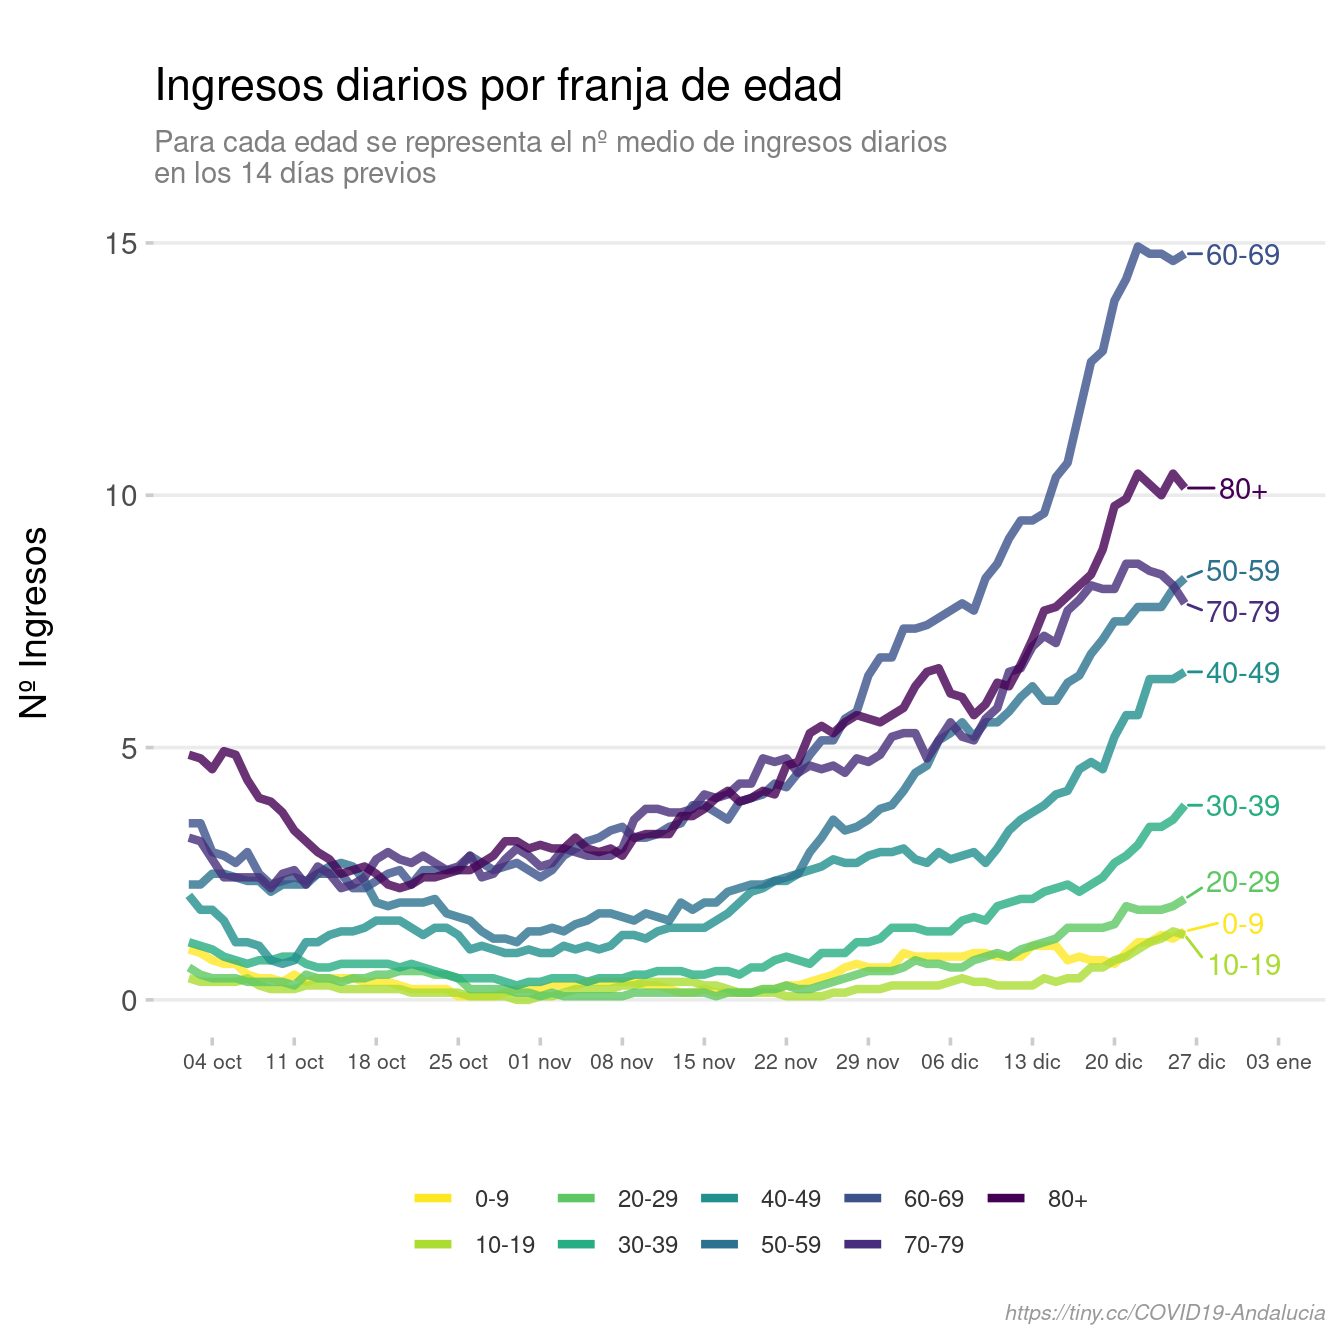 Ingresos diarios por franja de edad
Para cada edad se representa el nº medio de ingresos diarios
en los 14 días previos
Nº Ingresos
15
10
5
0
60-69
80+
50-59
70-79
40-49
30-39
20-29
0-9
10-19
04 oct 11 oct 18 oct 25 oct 01 nov 08 nov 15 nov 22 nov 29 nov 06 dic 13 dic 20 dic 27 dic 03 ene
0-9 20-29 40-49 60-69 80+
10-19 30-39 50-59 70-79
https://tiny.cc/COVID19-Andalucia